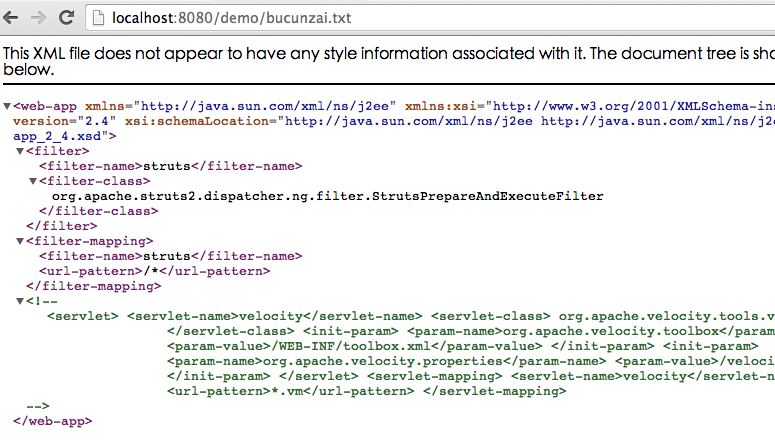 localhost:8080/demo/bucunzai.txt
This XML file does not appear to have any style information associated with it. The document tree is
below.
<web-app xmlns="http://java.sun.com/xml/ns/j2ee" xmlns:xsi="http://www.w3.org/2001/XMLSchema-ins
version="2.4" xsi:schemaLocation="http://java.sun.com/xml/ns/j2ee http://java.sun.com/xml/ns/j2e
app_2_4.xsd">
<filter>
<filter-name>struts</filter-name>
<filter-class>
org.apache.struts2.dispatcher.ng.filter.StrutsPrepareAndExecuteFilter
</filter-class>
</filter>
<filter-mapping>
<filter-name>struts</filter-name>
<url-pattern>/*</url-pattern>
</filter-mapping>
<!--
<servlet> <servlet-name>velocity</servlet-name> <servlet-class> org.apache.velocity.tools.v
</servlet-class> <init-param> <param-name>org.apache.velocity.toolbox</param
<param-value>/WEB-INF/toolbox.xml</param-value> </init-param> <init-param>
<param-name>org.apache.velocity.properties</param-name> <param-value>/veloci
</init-param> </servlet> <servlet-mapping> <servlet-name>velocity</servlet-n
<url-pattern>*.vm</url-pattern> </servlet-mapping>
-->
</web-app>